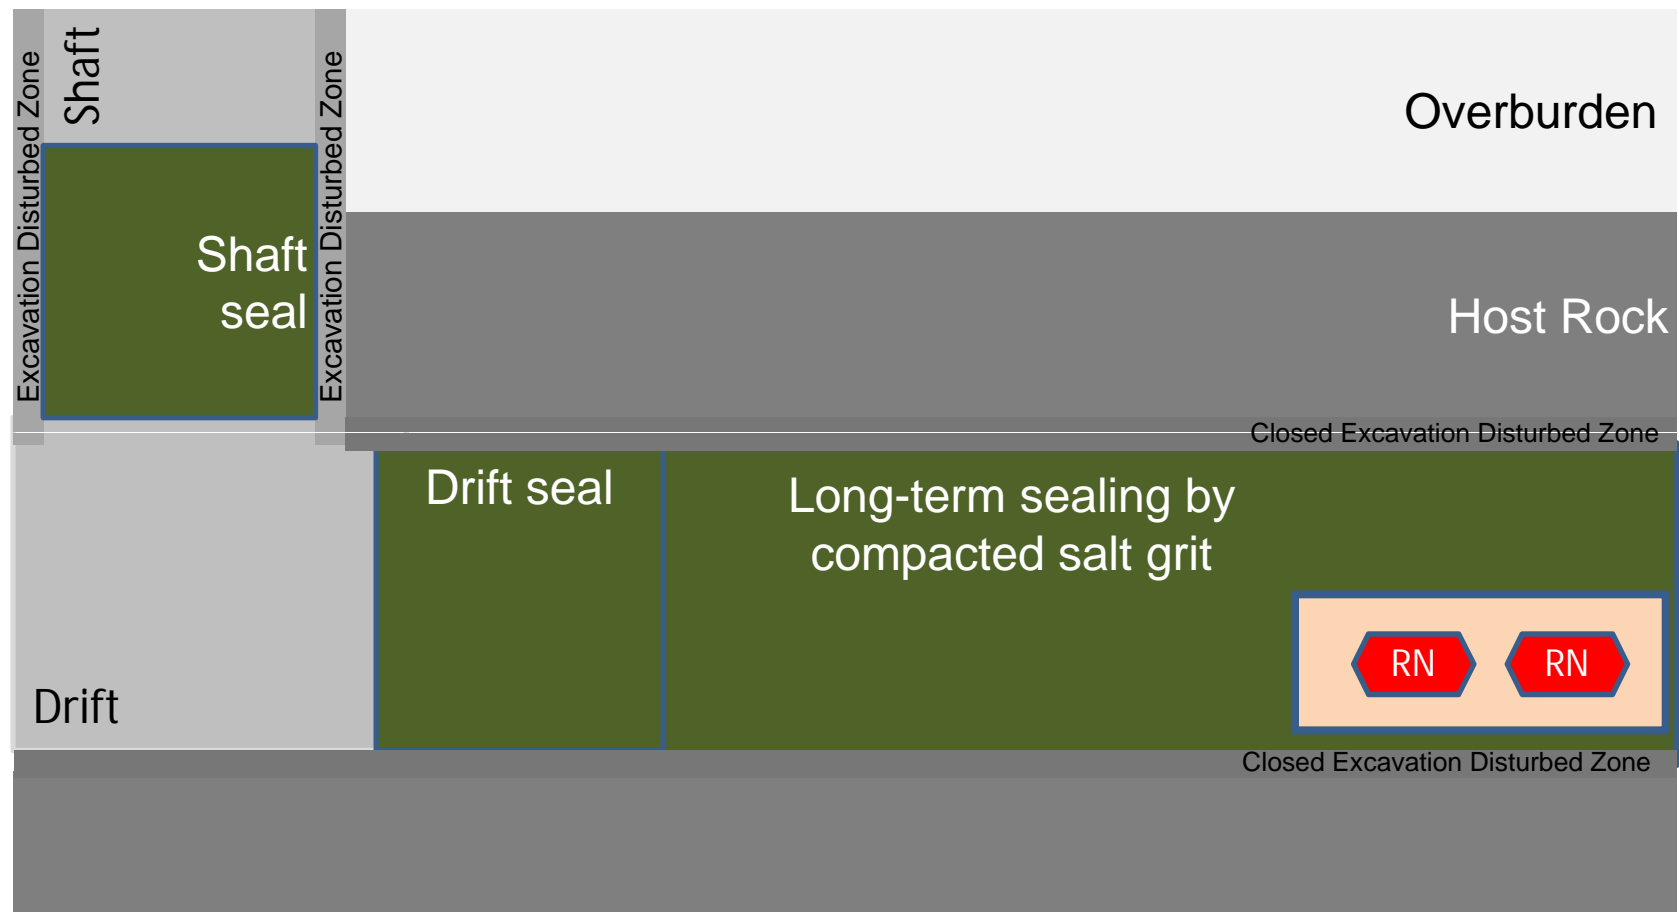 Excavation Disturbed Zone
Shaft
Excavation Disturbed Zone
Overburden
Shaft
seal
Host Rock
Closed Excavation Disturbed Zone
Drift seal
Long-term sealing by
compacted salt grit
RN
RN
Drift
Closed Excavation Disturbed Zone